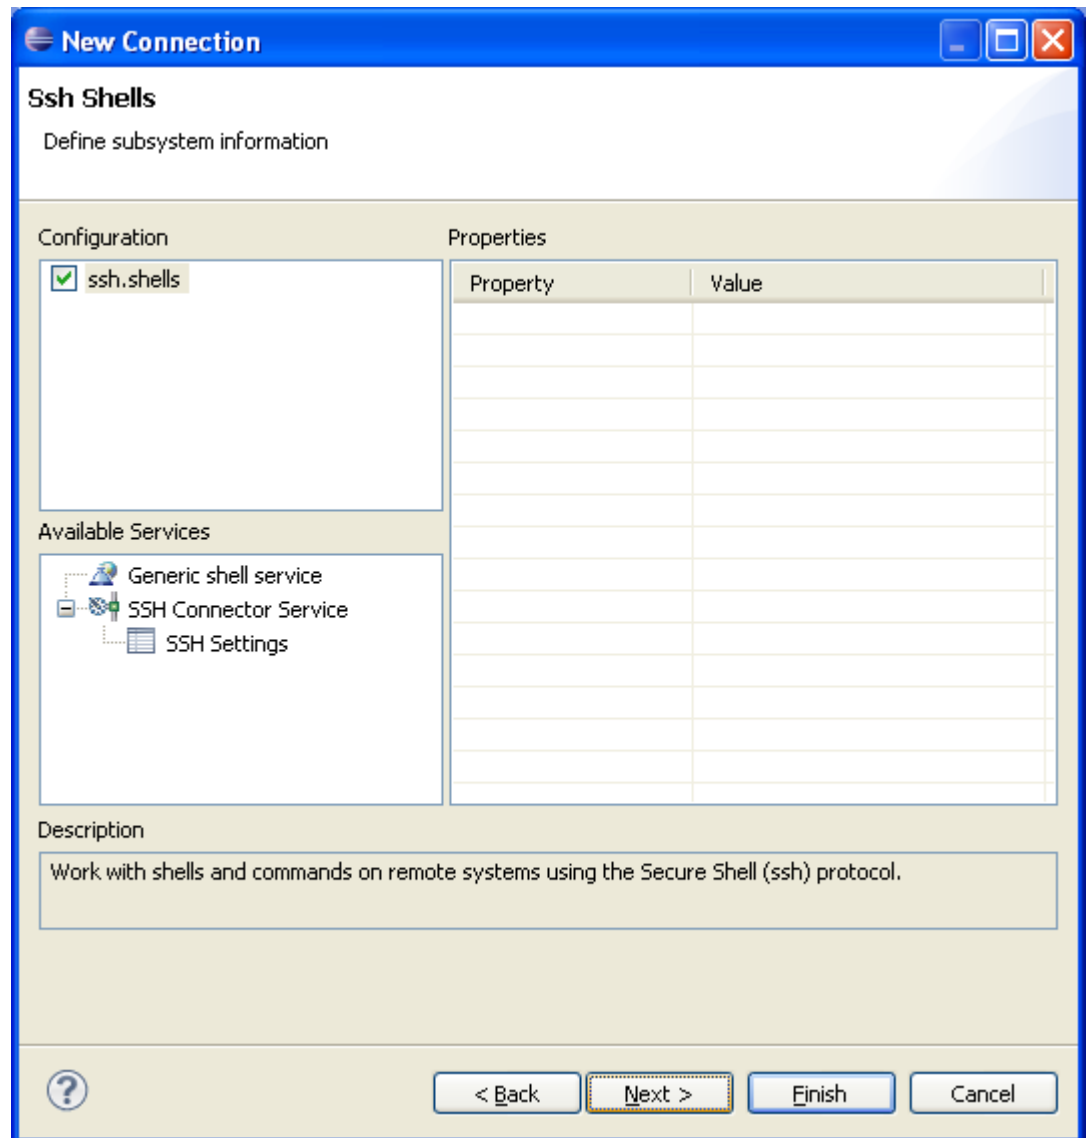 New Connection
Ssh Shells
Define subsystem information
Configuration
Properties
ssh.shells
Property Value
Available Services
Generic shell service
SSH Connector Service
SSH Settings
Description
Work with shells and commands on remote systems using the Secure Shell (ssh) protocol.
? < Back Next > Finish Cancel